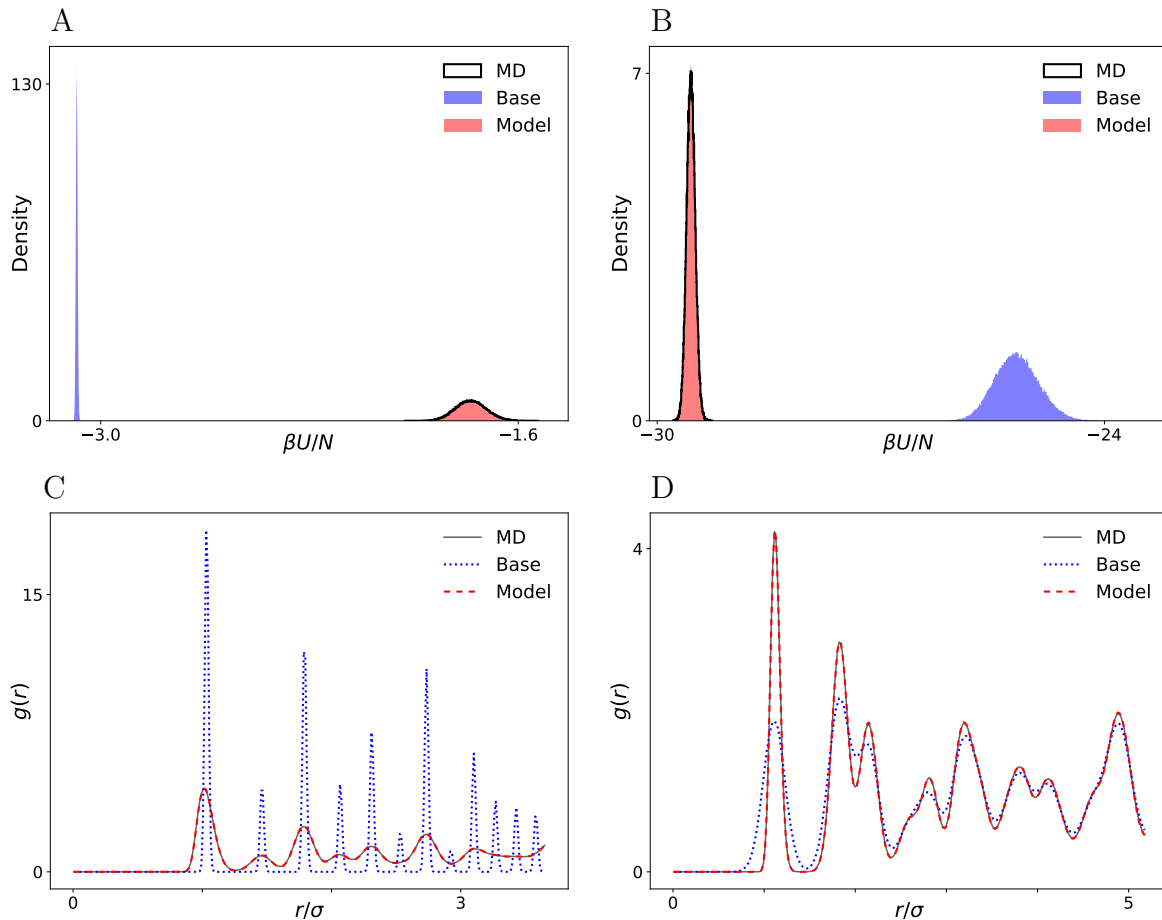 A
130
0
Density
−3.0
−1.6
βU/N
MD
Base
Model
B
7
0
Density
−30
−24
βU/N
MD
Base
Model
C
15
0
g(r)
0
3
r/σ
MD
Base
Model
D
4
0
g(r)
0
5
r/σ
MD
Base
Model